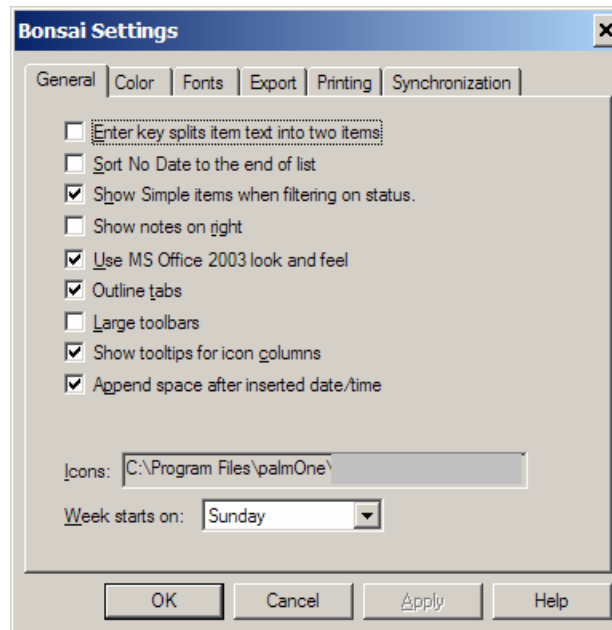 Bonsai Settings
General Color Fonts Export Printing Synchronization
Enter key splits item text into two items
Sort No Date to the end of list
Show Simple items when filtering on status.
Show notes on right
Use MS Office 2003 look and feel
Outline tabs
Large toolbars
Show tooltips for icon columns
Append space after inserted date/time
Icons: C:\Program Files\palmOne\
Week starts on: Sunday
OK Cancel Apply Help